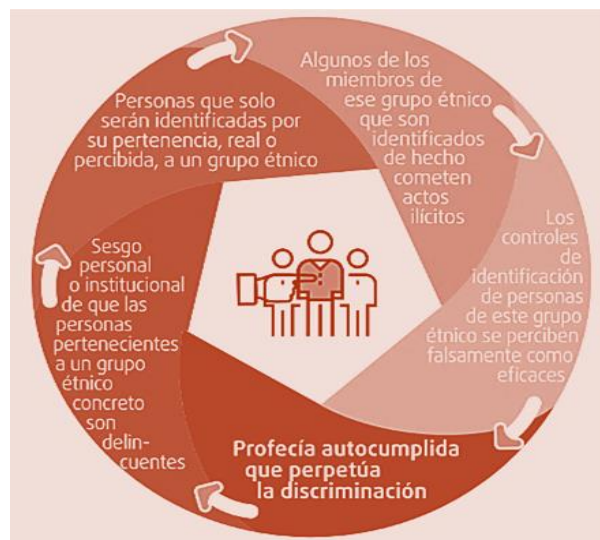 Personas que solo
serán identificadas por
su pertenencia, real o
percibida, a un grupo étnico
Algunos de los
miembros de
ese grupo étnico
que son
identificados
de hecho
cometen
actos
ilícitos
Los
controles
de
identificación
de personas
de este grupo
étnico se perciben
falsamente como
eficaces
Profecía autocumplida
que perpetúa
la discriminación
Sesgo
personal
o institucional
de que las
personas
pertenecientes
a un grupo
étnico
concreto
son
delin-
cuentes